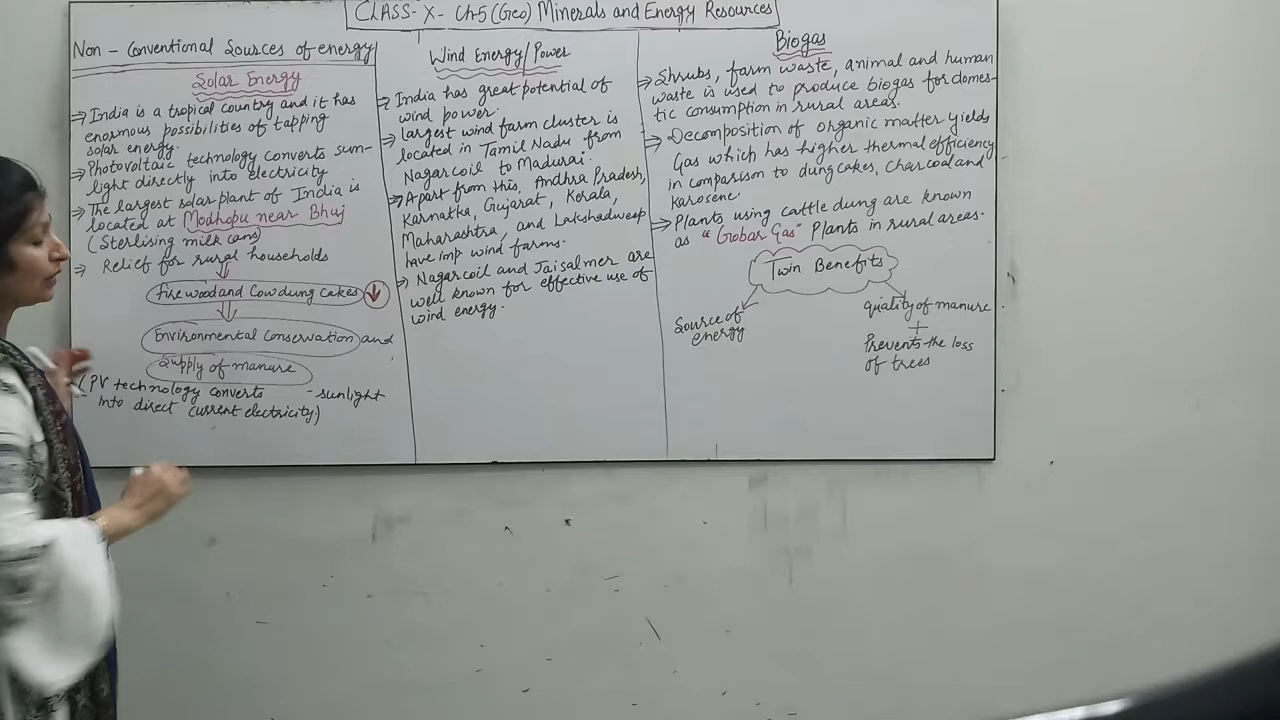 CLASS-X- Ch-5 (Geo) Minerals and Energy Resources
Non-Conventional Sources of energy
Solar Energy
⇒ India is a tropical country and it has
enormous possibilities of tapping
solar energy.
⇒ Photovoltaic technology converts sun-
light directly into electricity
⇒ The largest solar plant of India is
located at Modhopu near Bhuj
(Sterilising milk cans)
⇒ Relief for rural households
firewood and Cowdung cakes ↓
Environmental Conservation and
Supply of manure
(PV technology converts - sunlight
into direct current electricity)
Wind Energy/Power
⇒ India has great potential of
wind power.
⇒ largest wind farm cluster is
located in Tamil Nadu from
Nagarcoil to Madurai.
⇒ Apart from this, Andhra Pradesh,
Karnatka, Gujarat, Kerala,
Maharashtra, and Lakshadweep
have imp wind farms.
⇒ Nagarcoil and Jaisalmer are
well known for effective use of
wind energy.
Biogas
⇒ Shrubs, farm waste, animal and human
waste is used to produce biogas for domes-
tic consumption in rural areas.
⇒ Decomposition of organic matter yields
Gas which has higher thermal efficiency
in comparison to dungcakes, Charcoal and
karosene.
⇒ Plants using cattle dung are known
as "Gobar Gas" Plants in rural areas.
Twin Benefits
Source of
energy
quality of manure
+
Prevents the loss
of trees